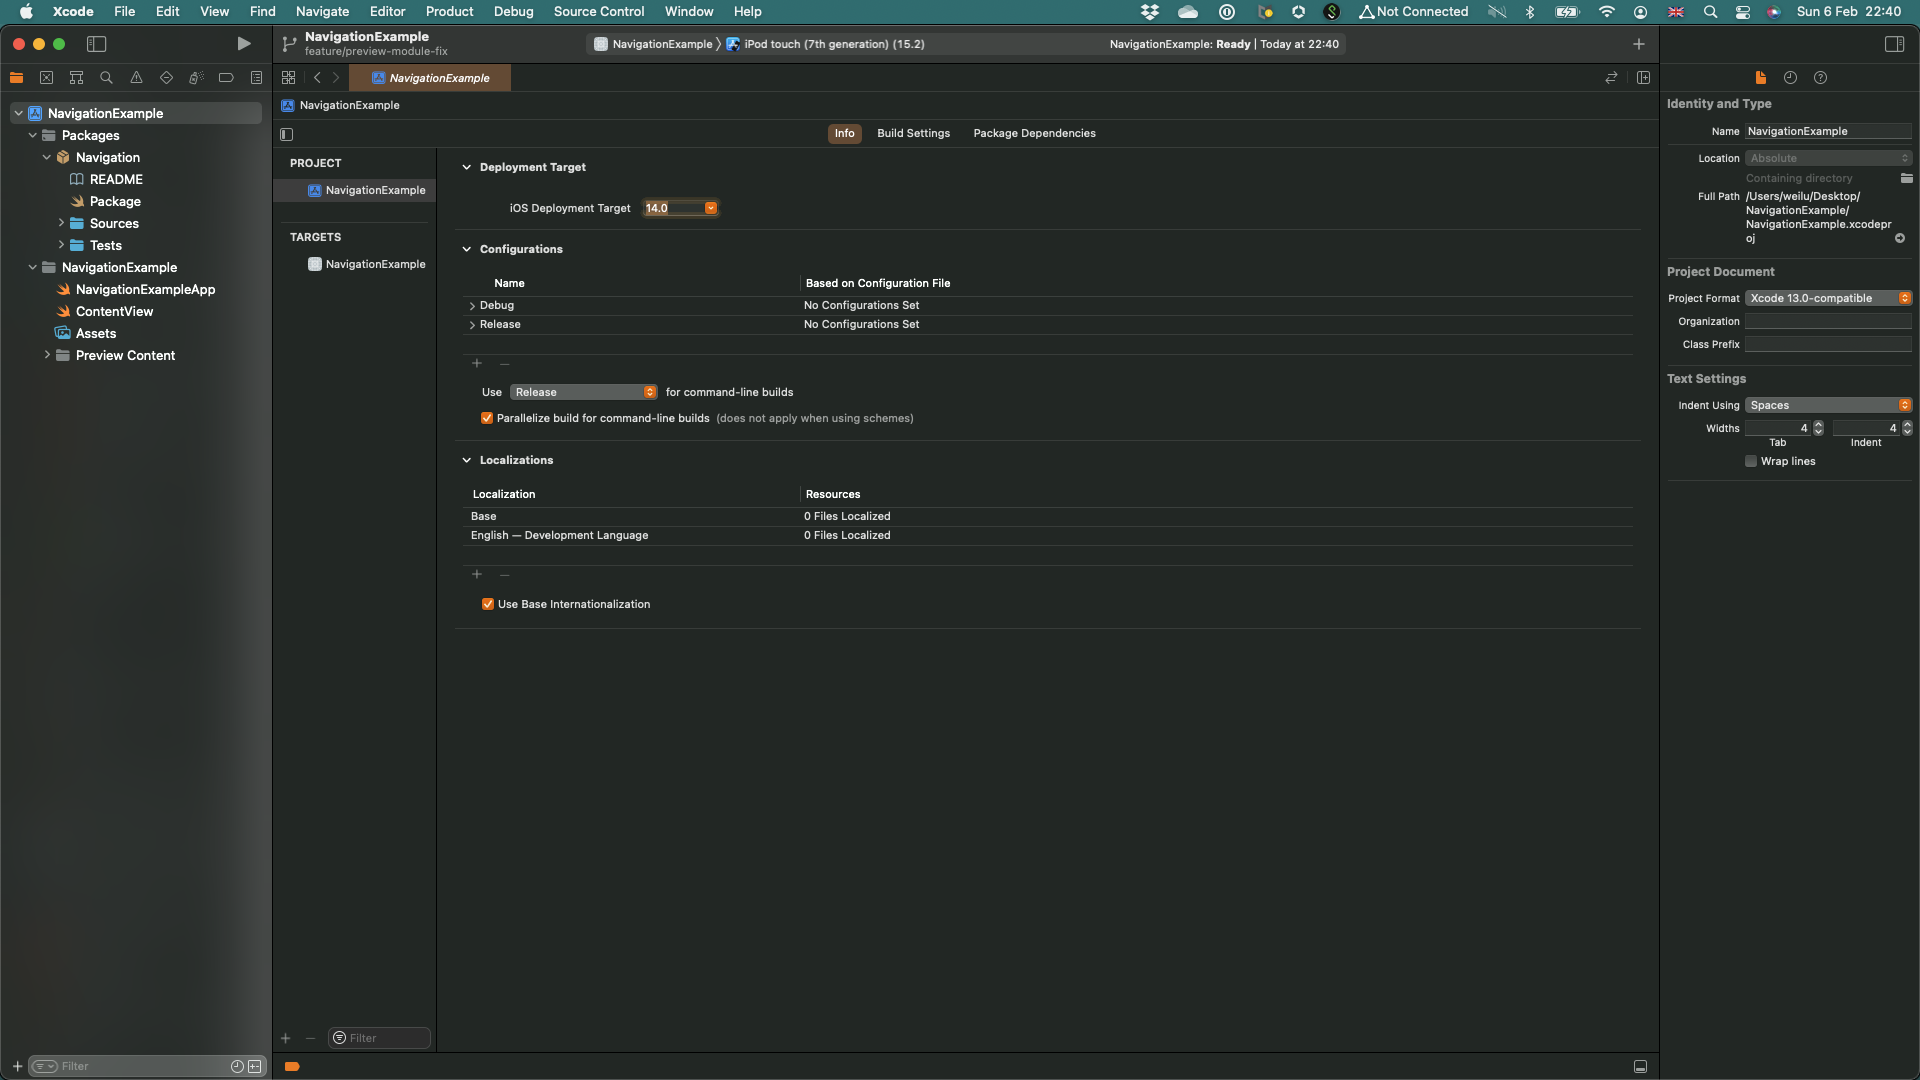 Xcode File Edit View Find Navigate Editor Product Debug Source Control Window Help Not Connected Sun 6 Feb 22:40
NavigationExample
feature/preview-module-fix
NavigationExample iPod touch (7th generation) (15.2) NavigationExample: Ready | Today at 22:40
NavigationExample
NavigationExample
NavigationExample
Packages
Navigation
README
Package
Sources
Tests
NavigationExample
NavigationExampleApp
ContentView
Assets
Preview Content
Filter
Info Build Settings Package Dependencies
PROJECT
NavigationExample
TARGETS
NavigationExample
Filter
Deployment Target
iOS Deployment Target 14.0
Configurations
Name Based on Configuration File
Debug No Configurations Set
Release No Configurations Set
Use Release for command-line builds
Parallelize build for command-line builds (does not apply when using schemes)
Localizations
Localization Resources
Base 0 Files Localized
English — Development Language 0 Files Localized
Use Base Internationalization
Identity and Type
Name NavigationExample
Location Absolute
Containing directory
Full Path /Users/weilu/Desktop/
NavigationExample/
NavigationExample.xcodepr
oj
Project Document
Project Format Xcode 13.0-compatible
Organization
Class Prefix
Text Settings
Indent Using Spaces
Widths 4 4
Tab Indent
Wrap lines